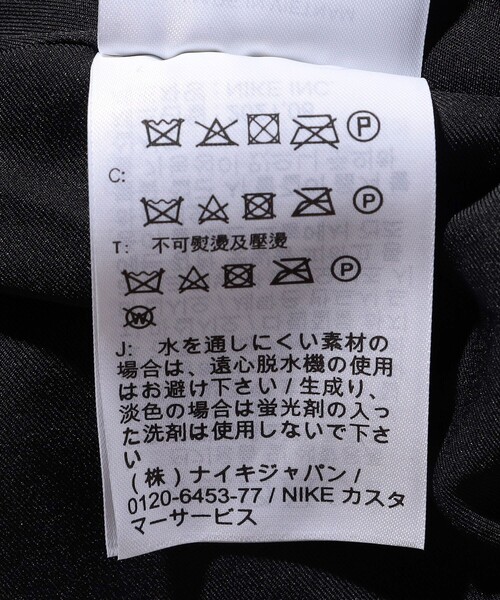 P
C:
P
T: 不可熨燙及壓燙
P
W
J: 水を通しにくい素材の
場合は、遠心脱水機の使用
はお避け下さい / 生成り、
淡色の場合は蛍光剤の入っ
た洗剤は使用しないで下さ
い
(株) ナイキジャパン /
0120-6453-77 / NIKE カスタ
マーサービス